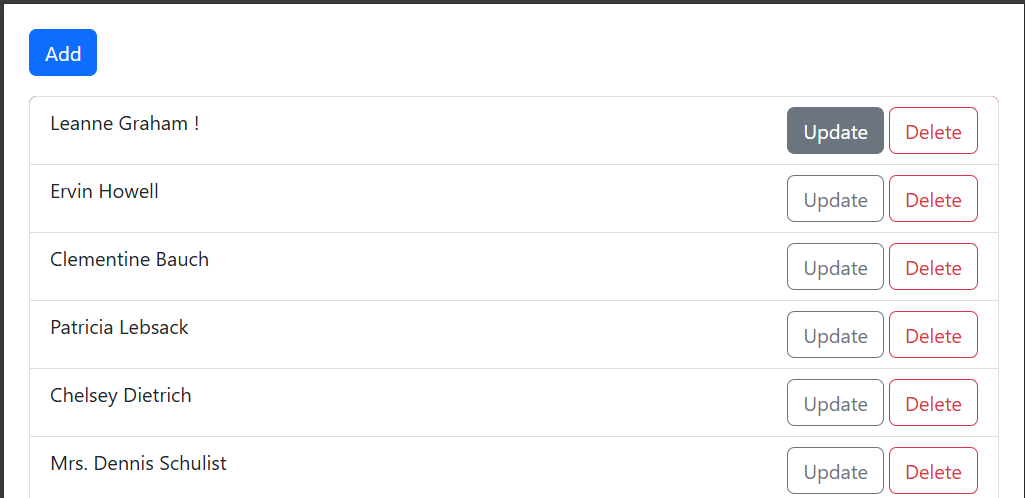 Add
Leanne Graham ! Update Delete
Ervin Howell Update Delete
Clementine Bauch Update Delete
Patricia Lebsack Update Delete
Chelsey Dietrich Update Delete
Mrs. Dennis Schulist Update Delete